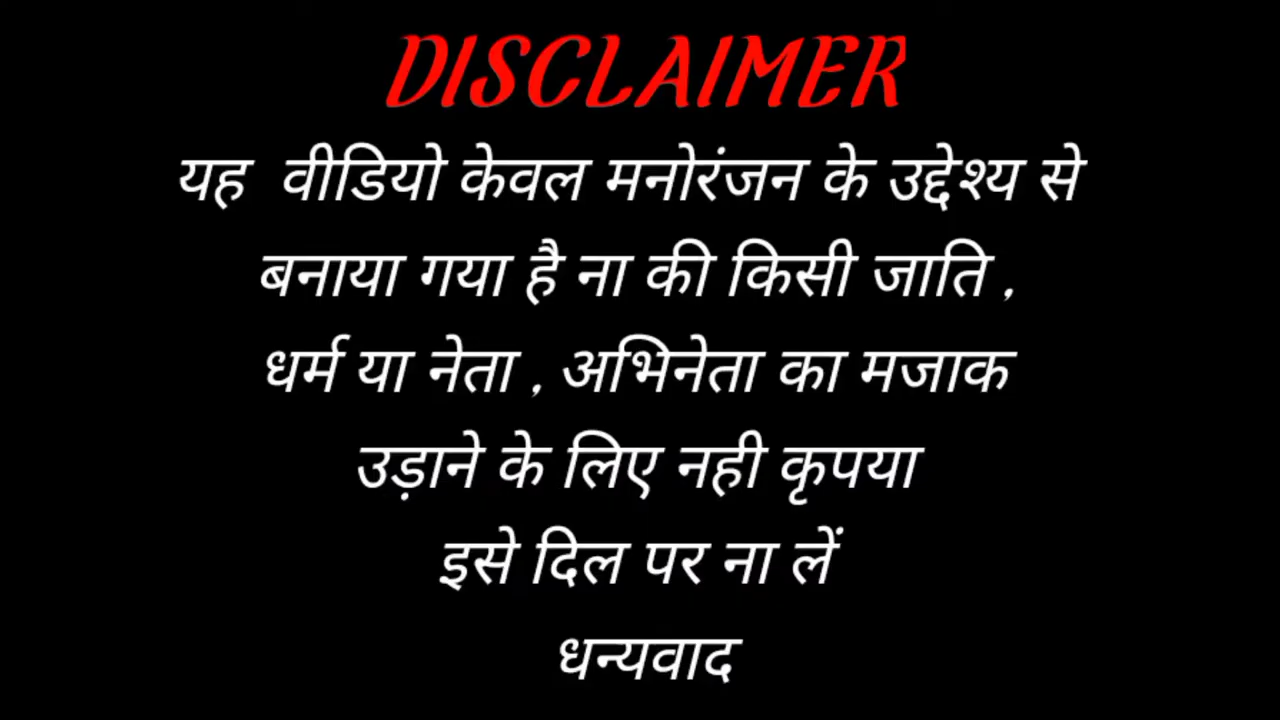 DISCLAIMER
यह वीडियो केवल मनोरंजन के उद्देश्य से
बनाया गया है ना की किसी जाति ,
धर्म या नेता , अभिनेता का मजाक
उड़ाने के लिए नही कृपया
इसे दिल पर ना लें
धन्यवाद